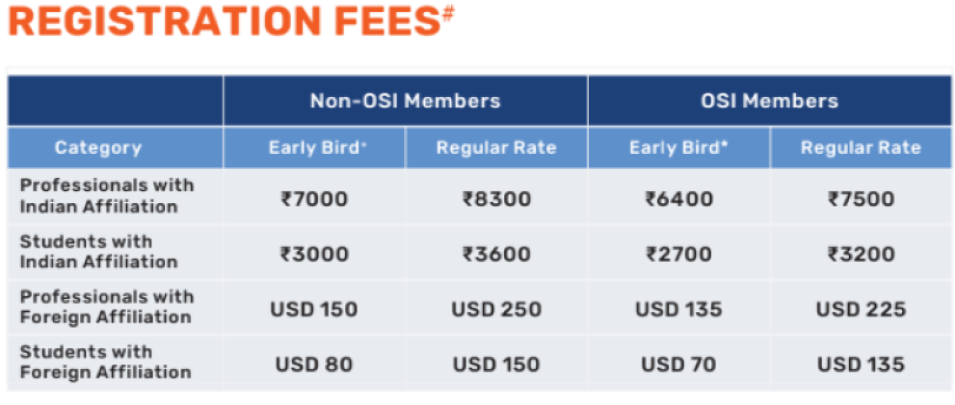 REGISTRATION FEES#
Non-OSI Members OSI Members
Category Early Bird* Regular Rate Early Bird* Regular Rate
Professionals with
Indian Affiliation ₹7000 ₹8300 ₹6400 ₹7500
Students with
Indian Affiliation ₹3000 ₹3600 ₹2700 ₹3200
Professionals with
Foreign Affiliation USD 150 USD 250 USD 135 USD 225
Students with
Foreign Affiliation USD 80 USD 150 USD 70 USD 135